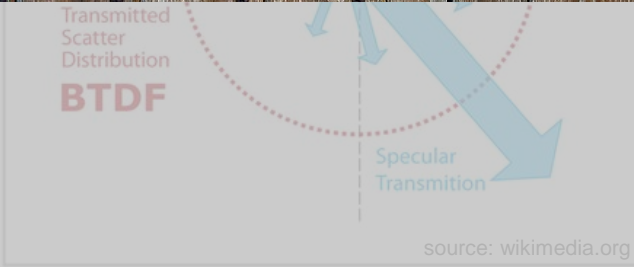 Transmitted
Scatter
Distribution
BTDF
Specular
Transmition
source: wikimedia.org